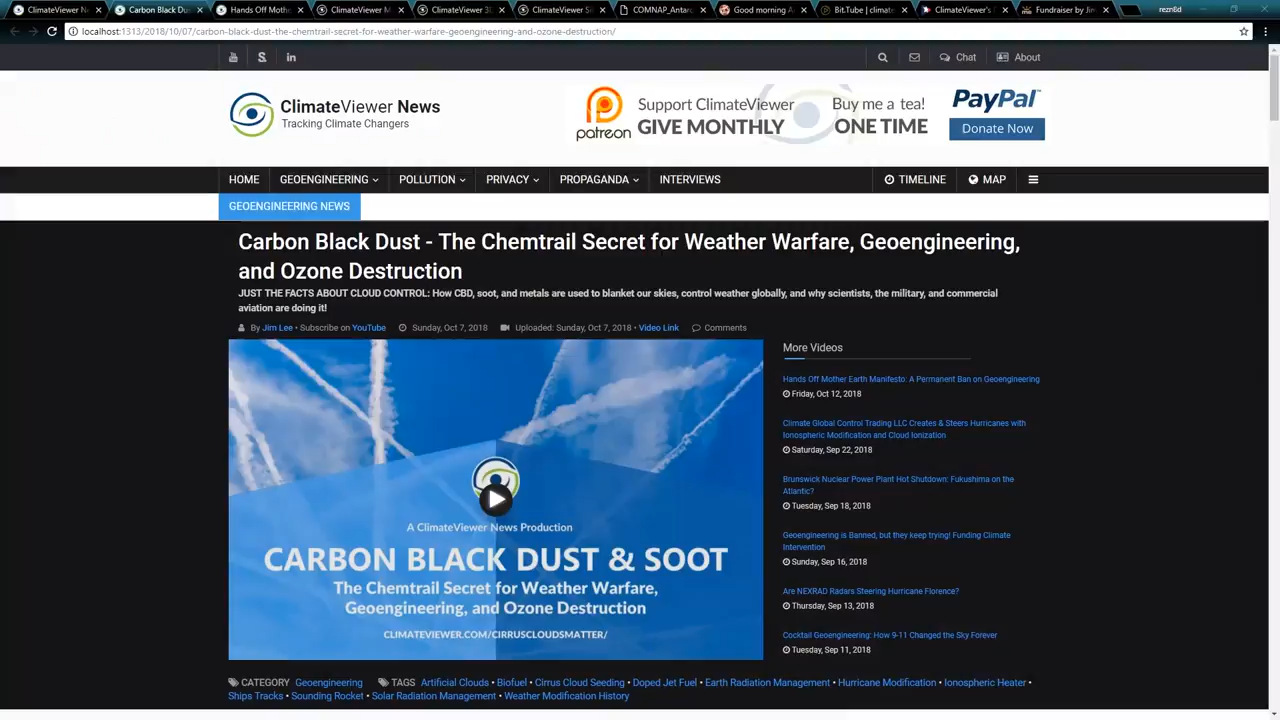 ClimateViewer Ne
Carbon Black Dus
Hands Off Mothe
ClimateViewer M
ClimateViewer 3D
ClimateViewer Sa
COMNAP_Antarc
Good morning A
Bit.Tube | climate
ClimateViewer's
Fundraiser by Jim
reznEd
localhost:1313/2018/10/07/carbon-black-dust-the-chemtrail-secret-for-weather-warfare-geoengineering-and-ozone-destruction/
Chat
About
ClimateViewer News
Tracking Climate Changers
patreon
Support ClimateViewer
GIVE MONTHLY
Buy me a tea!
ONE TIME
PayPal
Donate Now
HOME
GEOENGINEERING
POLLUTION
PRIVACY
PROPAGANDA
INTERVIEWS
TIMELINE
MAP
GEOENGINEERING NEWS
Carbon Black Dust - The Chemtrail Secret for Weather Warfare, Geoengineering,
and Ozone Destruction
JUST THE FACTS ABOUT CLOUD CONTROL: How CBD, soot, and metals are used to blanket our skies, control weather globally, and why scientists, the military, and commercial
aviation are doing it!
By Jim Lee • Subscribe on YouTube
Sunday, Oct 7, 2018
Uploaded: Sunday, Oct 7, 2018 • Video Link
Comments
A ClimateViewer News Production
CARBON BLACK DUST & SOOT
The Chemtrail Secret for Weather Warfare,
Geoengineering, and Ozone Destruction
CLIMATEVIEWER.COM/CIRRUSCLOUDSMATTER/
More Videos
Hands Off Mother Earth Manifesto: A Permanent Ban on Geoengineering
Friday, Oct 12, 2018
Climate Global Control Trading LLC Creates & Steers Hurricanes with
Ionospheric Modification and Cloud Ionization
Saturday, Sep 22, 2018
Brunswick Nuclear Power Plant Hot Shutdown: Fukushima on the
Atlantic?
Tuesday, Sep 18, 2018
Geoengineering is Banned, but they keep trying! Funding Climate
Intervention
Sunday, Sep 16, 2018
Are NEXRAD Radars Steering Hurricane Florence?
Thursday, Sep 13, 2018
Cocktail Geoengineering: How 9-11 Changed the Sky Forever
Tuesday, Sep 11, 2018
CATEGORY Geoengineering TAGS Artificial Clouds • Biofuel • Cirrus Cloud Seeding • Doped Jet Fuel • Earth Radiation Management • Hurricane Modification • Ionospheric Heater •
Ships Tracks • Sounding Rocket • Solar Radiation Management • Weather Modification History